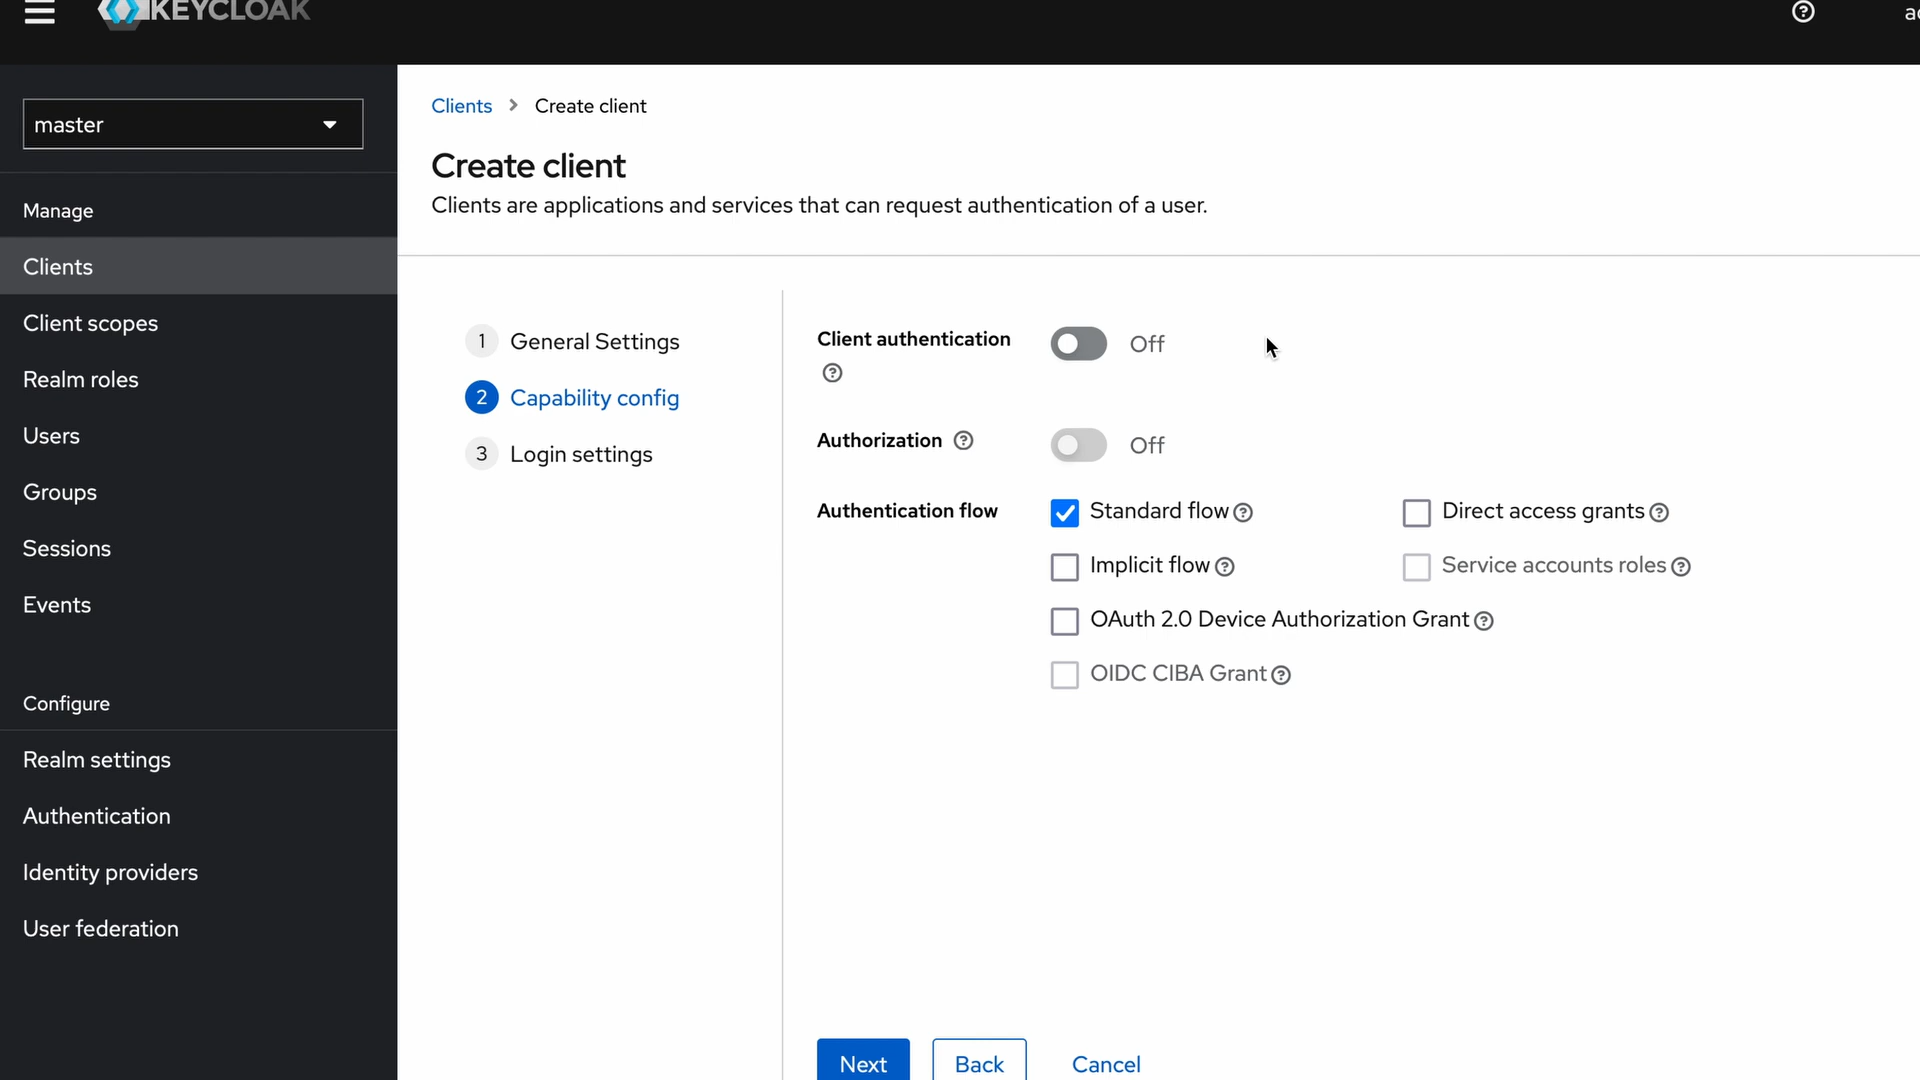 KEYCLOAK
master
Manage
Clients
Client scopes
Realm roles
Users
Groups
Sessions
Events
Configure
Realm settings
Authentication
Identity providers
User federation
Clients > Create client
Create client
Clients are applications and services that can request authentication of a user.
1 General Settings
2 Capability config
3 Login settings
Client authentication
Off
Authorization
Off
Authentication flow
Standard flow
Direct access grants
Implicit flow
Service accounts roles
OAuth 2.0 Device Authorization Grant
OIDC CIBA Grant
Next
Back
Cancel